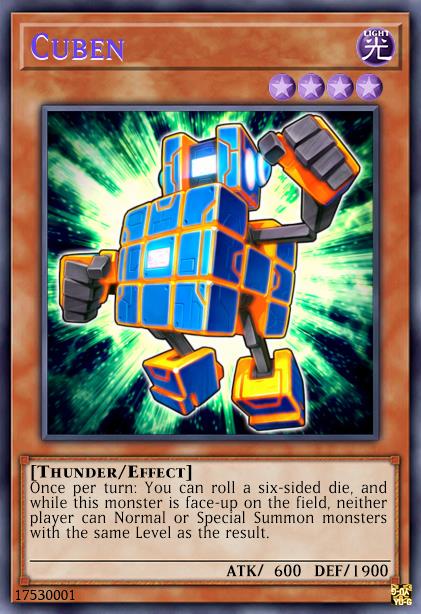 CUBEN
LIGHT
光
[THUNDER/EFFECT]
Once per turn: You can roll a six-sided die, and
while this monster is face-up on the field, neither
player can Normal or Special Summon monsters
with the same Level as the result.
ATK/ 600 DEF/1900
17530001